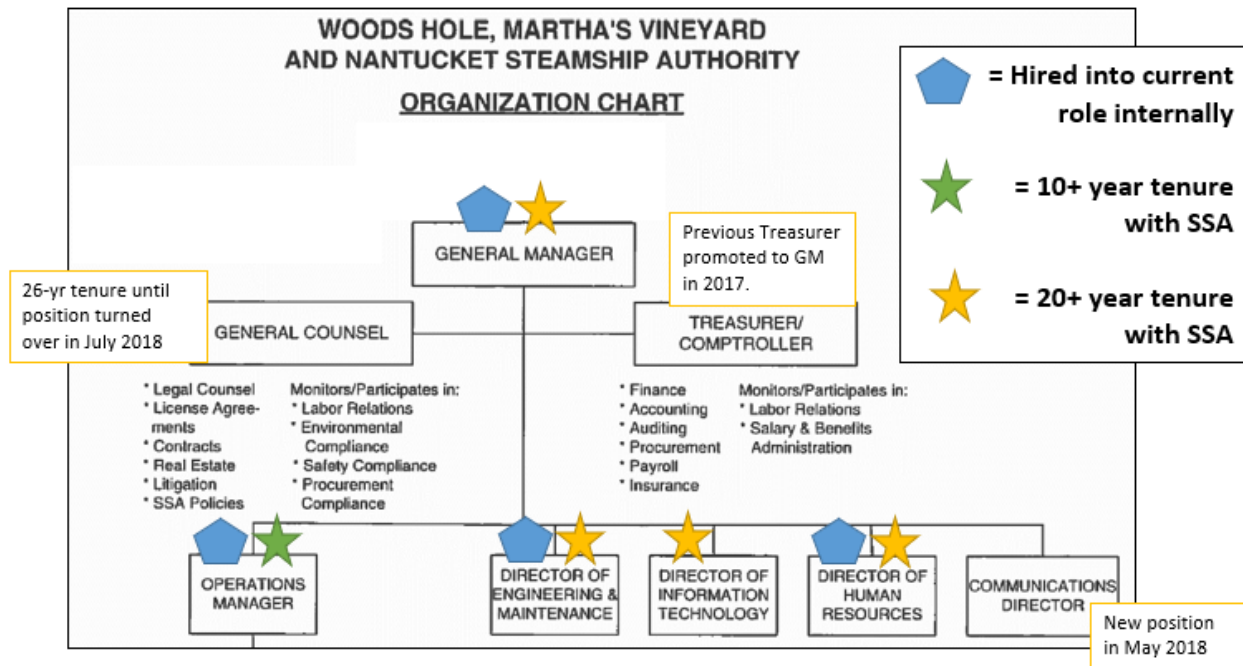 WOODS HOLE, MARTHA'S VINEYARD
AND NANTUCKET STEAMSHIP AUTHORITY
ORGANIZATION CHART
= Hired into current
role internally
= 10+ year tenure
with SSA
= 20+ year tenure
with SSA
GENERAL MANAGER
Previous Treasurer
promoted to GM
in 2017.
26-yr tenure until
position turned
over in July 2018
GENERAL COUNSEL
TREASURER/
COMPTROLLER
* Legal Counsel
* License Agree-
ments
* Contracts
* Real Estate
* Litigation
* SSA Policies
Monitors/Participates in:
* Labor Relations
* Environmental
Compliance
* Safety Compliance
* Procurement
Compliance
* Finance
* Accounting
* Auditing
* Procurement
* Payroll
* Insurance
Monitors/Participates in:
* Labor Relations
* Salary & Benefits
Administration
OPERATIONS
MANAGER
DIRECTOR OF
ENGINEERING &
MAINTENANCE
DIRECTOR OF
INFORMATION
TECHNOLOGY
DIRECTOR OF
HUMAN
RESOURCES
COMMUNICATIONS
DIRECTOR
New position
in May 2018